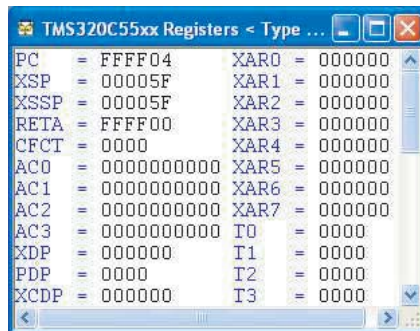 TMS320C55xx Registers < Type ...
PC = FFFF04 XAR0 = 000000
XSP = 00005F XAR1 = 000000
XSSP = 00005F XAR2 = 000000
RETA = FFFF00 XAR3 = 000000
CFCT = 0000 XAR4 = 000000
AC0 = 0000000000 XAR5 = 000000
AC1 = 0000000000 XAR6 = 000000
AC2 = 0000000000 XAR7 = 000000
AC3 = 0000000000 T0 = 0000
XDP = 000000 T1 = 0000
PDP = 0000 T2 = 0000
XCDP = 000000 T3 = 0000